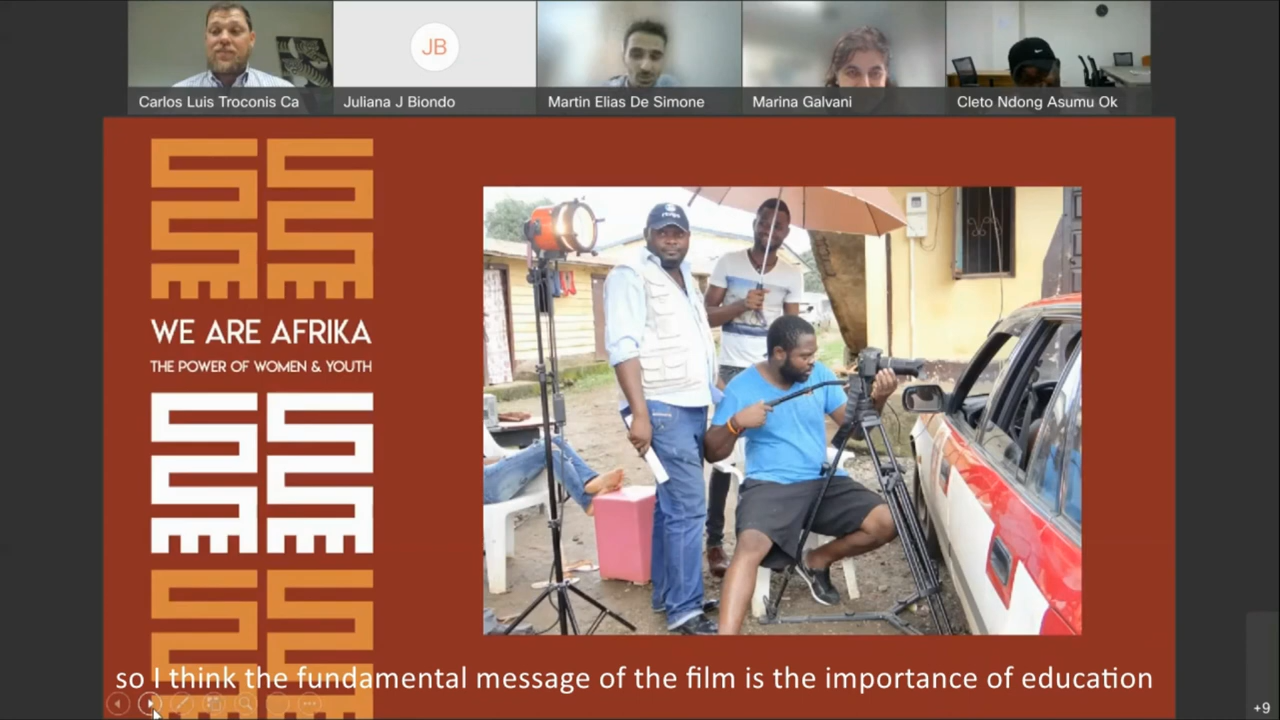 JB
Carlos Luis Troconis Ca
Juliana J Biondo
Martin Elias De Simone
Marina Galvani
Cleto Ndong Asumu Ok
WE ARE AFRIKA
THE POWER OF WOMEN & YOUTH
so I think the fundamental message of the film is the importance of education
+9